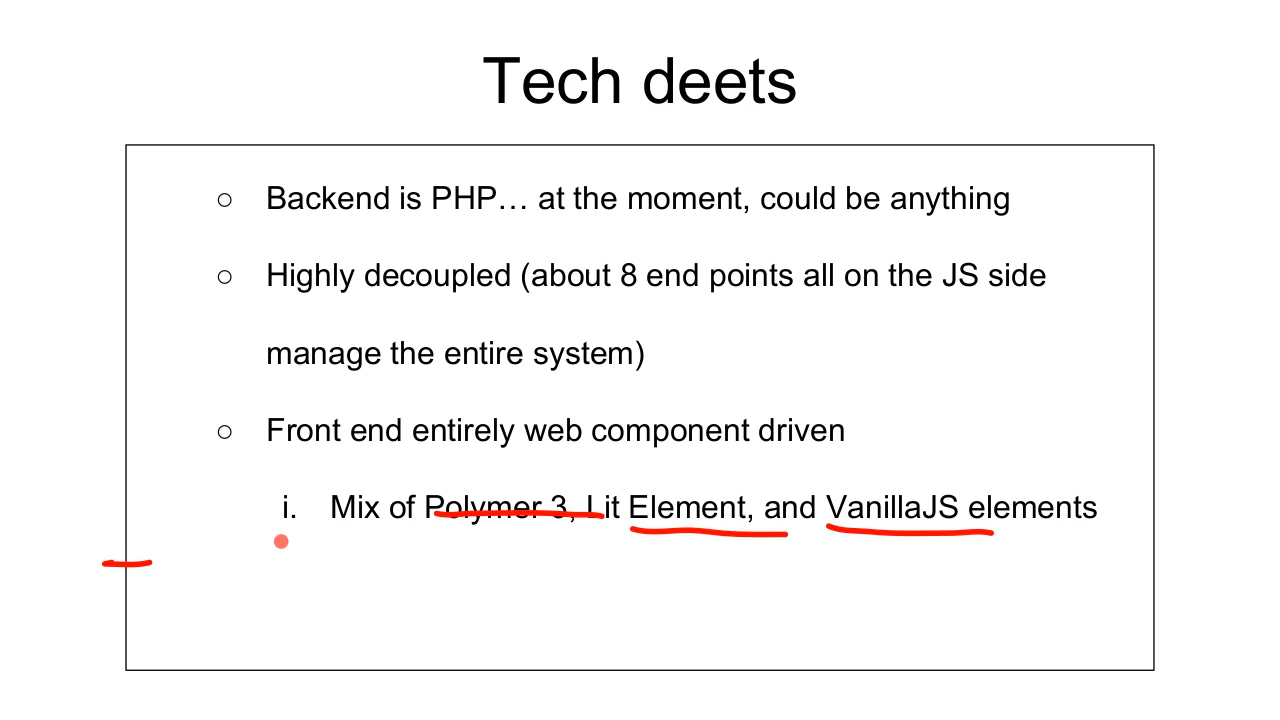 Tech deets
○ Backend is PHP… at the moment, could be anything
○ Highly decoupled (about 8 end points all on the JS side
manage the entire system)
○ Front end entirely web component driven
i. Mix of Polymer 3, Lit Element, and VanillaJS elements